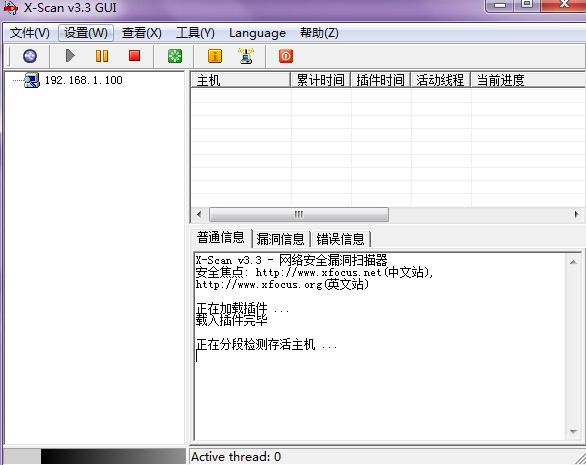 X-Scan v3.3 GUI
文件(V) 设置(W) 查看(X) 工具(Y) Language 帮助(Z)
192.168.1.100
主机 累计时间 插件时间 活动线程 当前进度
普通信息 漏洞信息 错误信息
X-Scan v3.3 - 网络安全漏洞扫描器
安全焦点: http://www.xfocus.net(中文站),
http://www.xfocus.org(英文站)
正在加载插件 ...
载入插件完毕
正在分段检测存活主机 ...
Active thread: 0